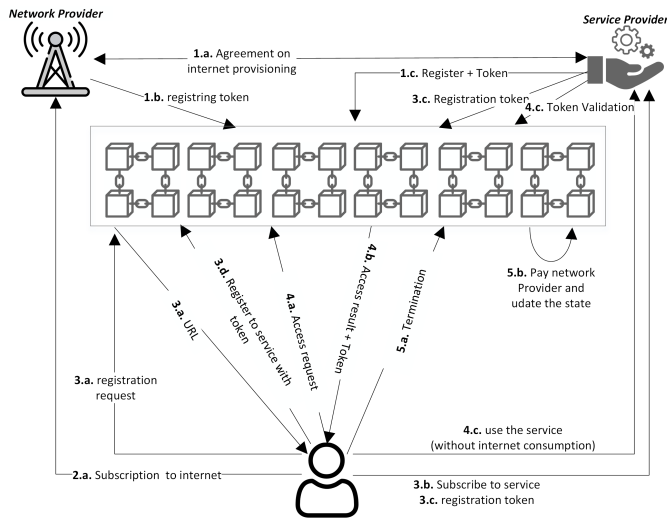 Network Provider
Service Provider
1.a. Agreement on
internet provisioning
1.c. Register + Token
1.b. registring token
3.c. Registration token
4.c. Token Validation
3.a. URL
3.d. Register to service with
token
4.a. Access request
4.b. Access result + Token
5.a. Termination
5.b. Pay network
Provider and
udate the state
3.a. registration
request
4.c. use the service
(without internet consumption)
2.a. Subscription to internet
3.b. Subscribe to service
3.c. registration token